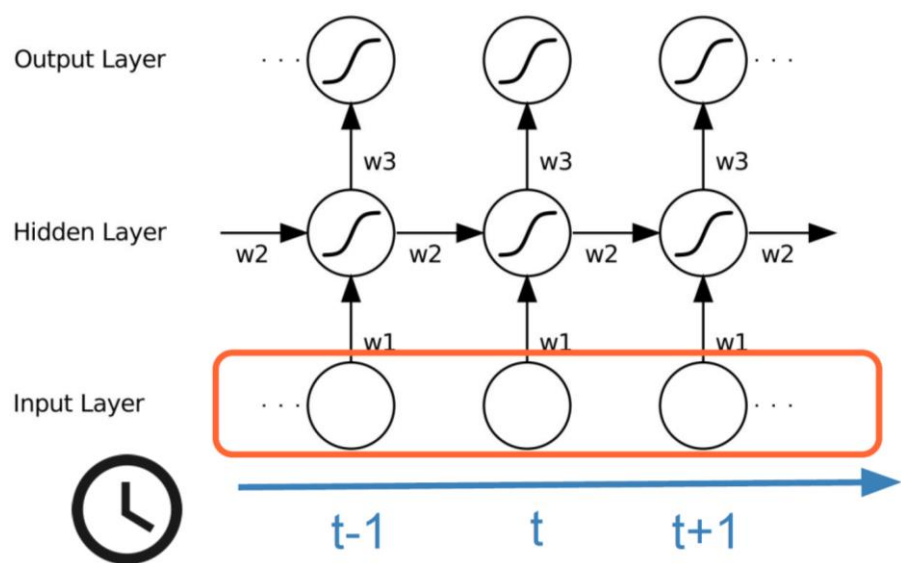 Output Layer . . . . . .
w3 w3 w3
Hidden Layer
w2 w2 w2 w2
w1 w1 w1
Input Layer . . . . . .
t-1 t t+1